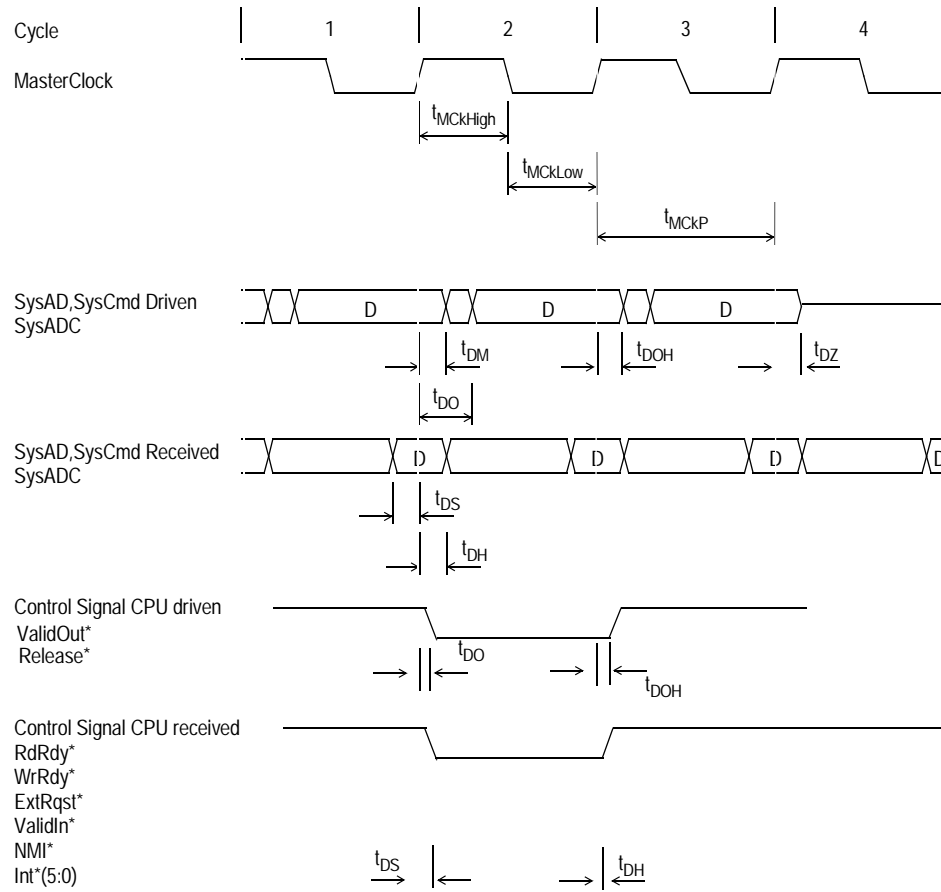 Cycle 1 2 3 4
MasterClock
tMCkHigh
tMCkLow
tMCkP
SysAD,SysCmd Driven
SysADC
D D D
tDM tDOH tDZ
tDO
SysAD,SysCmd Received
SysADC
D D D D
tDS
tDH
Control Signal CPU driven
ValidOut*
Release*
tDO
tDOH
Control Signal CPU received
RdRdy*
WrRdy*
ExtRqst*
ValidIn*
NMI*
Int*(5:0)
tDS tDH